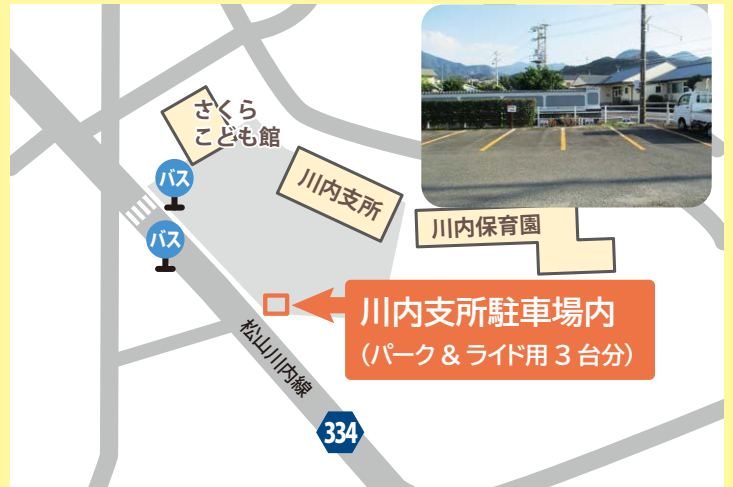 さくら
こども館
バス
川内支所
バス
川内保育園
川内支所駐車場内
（パーク & ライド用 3 台分）
松山川内線
334